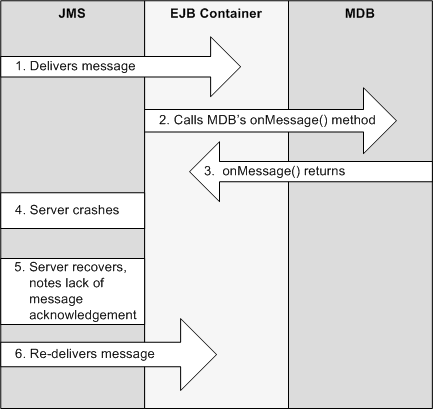 JMS EJB Container MDB
1. Delivers message
2. Calls MDB's onMessage() method
3. onMessage() returns
4. Server crashes
5. Server recovers,
notes lack of
message
acknowledgement
6. Re-delivers message